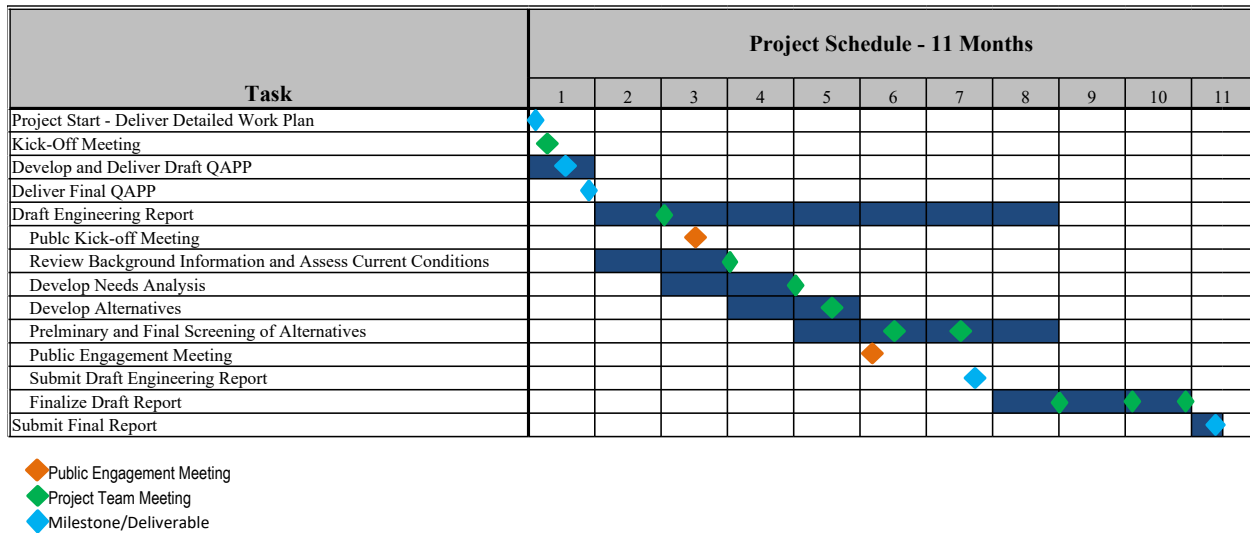 Project Schedule - 11 Months
Task
1 2 3 4 5 6 7 8 9 10 11
Project Start - Deliver Detailed Work Plan
Kick-Off Meeting
Develop and Deliver Draft QAPP
Deliver Final QAPP
Draft Engineering Report
Publc Kick-off Meeting
Review Background Information and Assess Current Conditions
Develop Needs Analysis
Develop Alternatives
Prelminary and Final Screening of Alternatives
Public Engagement Meeting
Submit Draft Engineering Report
Finalize Draft Report
Submit Final Report
Public Engagement Meeting
Project Team Meeting
Milestone/Deliverable